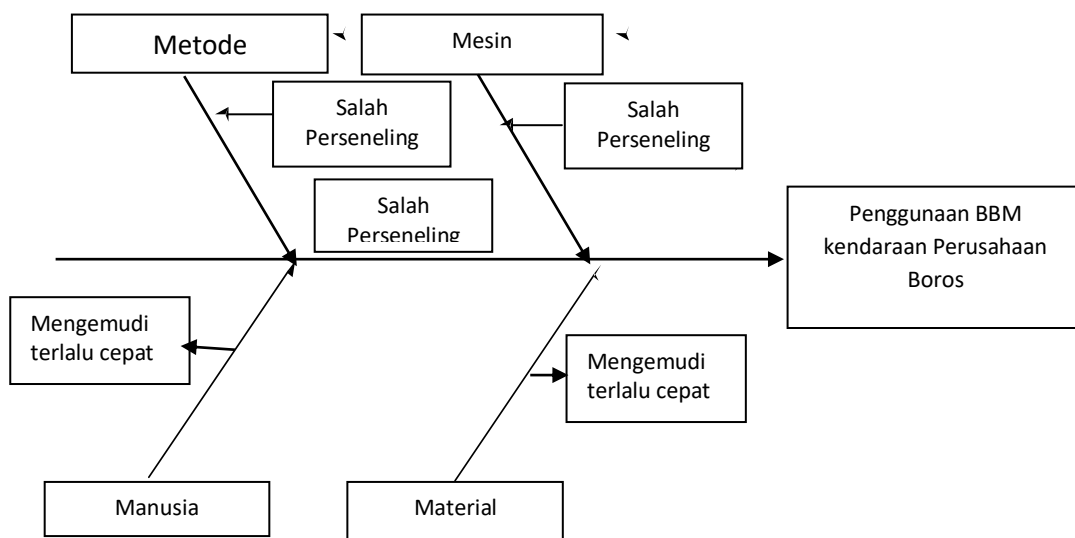 Metode
Mesin
Salah
Perseneling
Salah
Perseneling
Salah
Perseneling
Penggunaan BBM
kendaraan Perusahaan
Boros
Mengemudi
terlalu cepat
Mengemudi
terlalu cepat
Manusia
Material